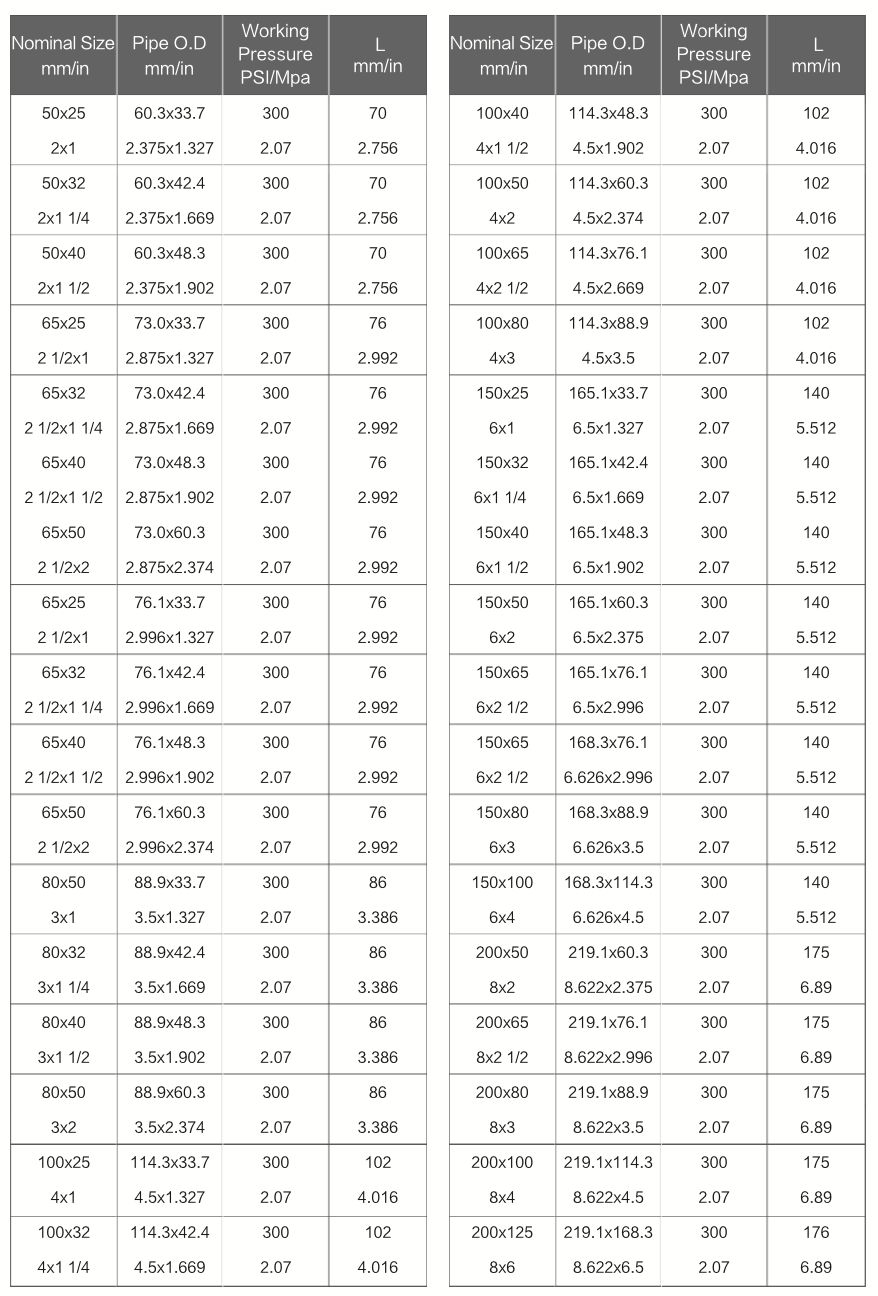 Nominal Size mm/in Pipe O.D mm/in Working Pressure PSI/Mpa L mm/in
50x25 60.3x33.7 300 70
2x1 2.375x1.327 2.07 2.756
50x32 60.3x42.4 300 70
2x1 1/4 2.375x1.669 2.07 2.756
50x40 60.3x48.3 300 70
2x1 1/2 2.375x1.902 2.07 2.756
65x25 73.0x33.7 300 76
2 1/2x1 2.875x1.327 2.07 2.992
65x32 73.0x42.4 300 76
2 1/2x1 1/4 2.875x1.669 2.07 2.992
65x40 73.0x48.3 300 76
2 1/2x1 1/2 2.875x1.902 2.07 2.992
65x50 73.0x60.3 300 76
2 1/2x2 2.875x2.374 2.07 2.992
65x25 76.1x33.7 300 76
2 1/2x1 2.996x1.327 2.07 2.992
65x32 76.1x42.4 300 76
2 1/2x1 1/4 2.996x1.669 2.07 2.992
65x40 76.1x48.3 300 76
2 1/2x1 1/2 2.996x1.902 2.07 2.992
65x50 76.1x60.3 300 76
2 1/2x2 2.996x2.374 2.07 2.992
80x50 88.9x33.7 300 86
3x1 3.5x1.327 2.07 3.386
80x32 88.9x42.4 300 86
3x1 1/4 3.5x1.669 2.07 3.386
80x40 88.9x48.3 300 86
3x1 1/2 3.5x1.902 2.07 3.386
80x50 88.9x60.3 300 86
3x2 3.5x2.374 2.07 3.386
100x25 114.3x33.7 300 102
4x1 4.5x1.327 2.07 4.016
100x32 114.3x42.4 300 102
4x1 1/4 4.5x1.669 2.07 4.016
Nominal Size mm/in Pipe O.D mm/in Working Pressure PSI/Mpa L mm/in
100x40 114.3x48.3 300 102
4x1 1/2 4.5x1.902 2.07 4.016
100x50 114.3x60.3 300 102
4x2 4.5x2.374 2.07 4.016
100x65 114.3x76.1 300 102
4x2 1/2 4.5x2.669 2.07 4.016
100x80 114.3x88.9 300 102
4x3 4.5x3.5 2.07 4.016
150x25 165.1x33.7 300 140
6x1 6.5x1.327 2.07 5.512
150x32 165.1x42.4 300 140
6x1 1/4 6.5x1.669 2.07 5.512
150x40 165.1x48.3 300 140
6x1 1/2 6.5x1.902 2.07 5.512
150x50 165.1x60.3 300 140
6x2 6.5x2.375 2.07 5.512
150x65 165.1x76.1 300 140
6x2 1/2 6.5x2.996 2.07 5.512
150x65 168.3x76.1 300 140
6x2 1/2 6.626x2.996 2.07 5.512
150x80 168.3x88.9 300 140
6x3 6.626x3.5 2.07 5.512
150x100 168.3x114.3 300 140
6x4 6.626x4.5 2.07 5.512
200x50 219.1x60.3 300 175
8x2 8.622x2.375 2.07 6.89
200x65 219.1x76.1 300 175
8x2 1/2 8.622x2.996 2.07 6.89
200x80 219.1x88.9 300 175
8x3 8.622x3.5 2.07 6.89
200x100 219.1x114.3 300 175
8x4 8.622x4.5 2.07 6.89
200x125 219.1x168.3 300 176
8x6 8.622x6.5 2.07 6.89